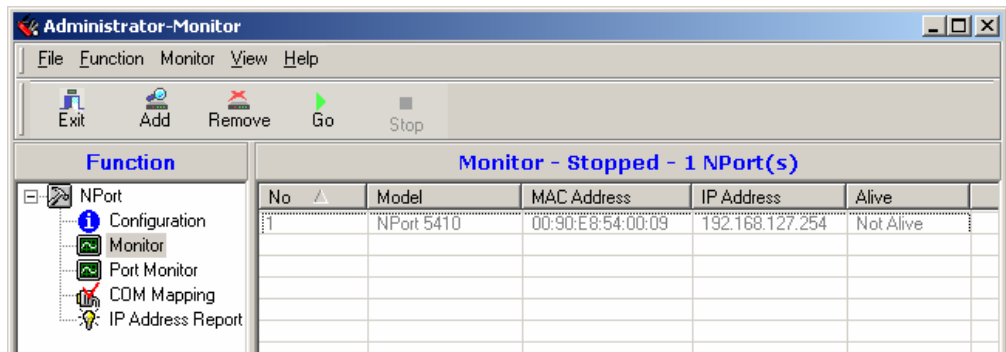 Administrator-Monitor
File Function Monitor View Help
Exit Add Remove Go Stop
Function
Monitor - Stopped - 1 NPort(s)
NPort
Configuration
Monitor
Port Monitor
COM Mapping
IP Address Report
No Model MAC Address IP Address Alive
1 NPort 5410 00:90:E8:54:00:09 192.168.127.254 Not Alive